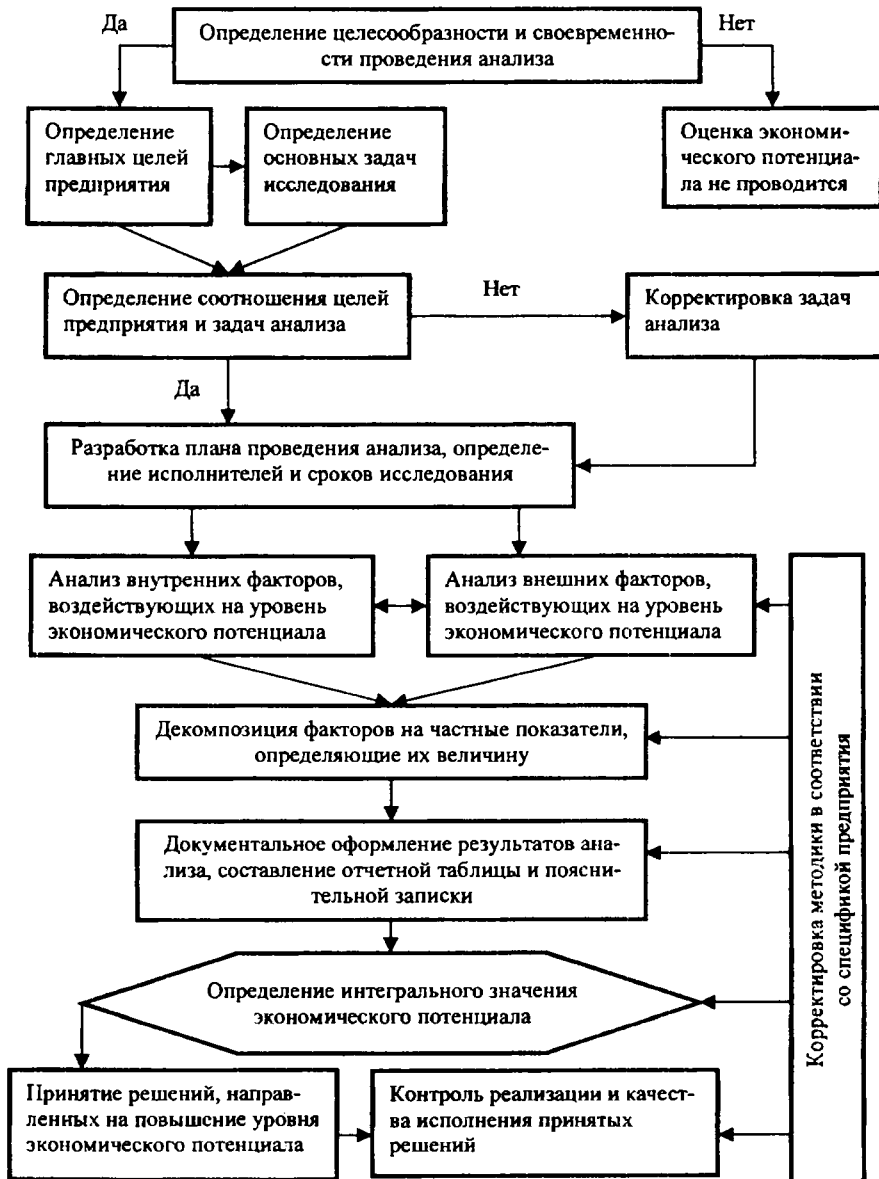 Да
Нет
Определение целесообразности и своевременно-
сти проведения анализа
Определение
главных целей
предприятия
Определение
основных задач
исследования
Оценка экономи-
ческого потенциа-
ла не проводится
Определение соотношения целей
предприятия и задач анализа
Нет
Корректировка задач
анализа
Да
Разработка плана проведения анализа, определе-
ние исполнителей и сроков исследования
Анализ внутренних факторов,
воздействующих на уровень
экономического потенциала
Анализ внешних факторов,
воздействующих на уровень
экономического потенциала
Декомпозиция факторов на частные показатели,
определяющие их величину
Документальное оформление результатов ана-
лиза, составление отчетной таблицы и поясни-
тельной записки
Определение интегрального значения
экономического потенциала
Принятие решений, направ-
ленных на повышение уровня
экономического потенциала
Контроль реализации и качест-
ва исполнения принятых
решений
Корректировка методики в соответствии
со спецификой предприятия